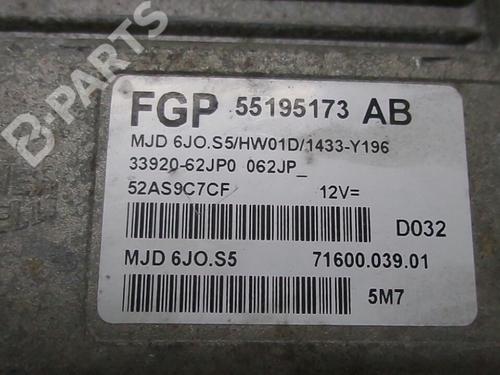 B-PARTS
FGP 55195173 AB
MJD 6JO.S5/HW01D/1433-Y196
33920-62JP0 062JP_
52AS9C7CF 12V=
D032
MJD 6JO.S5 71600.039.01
5M7